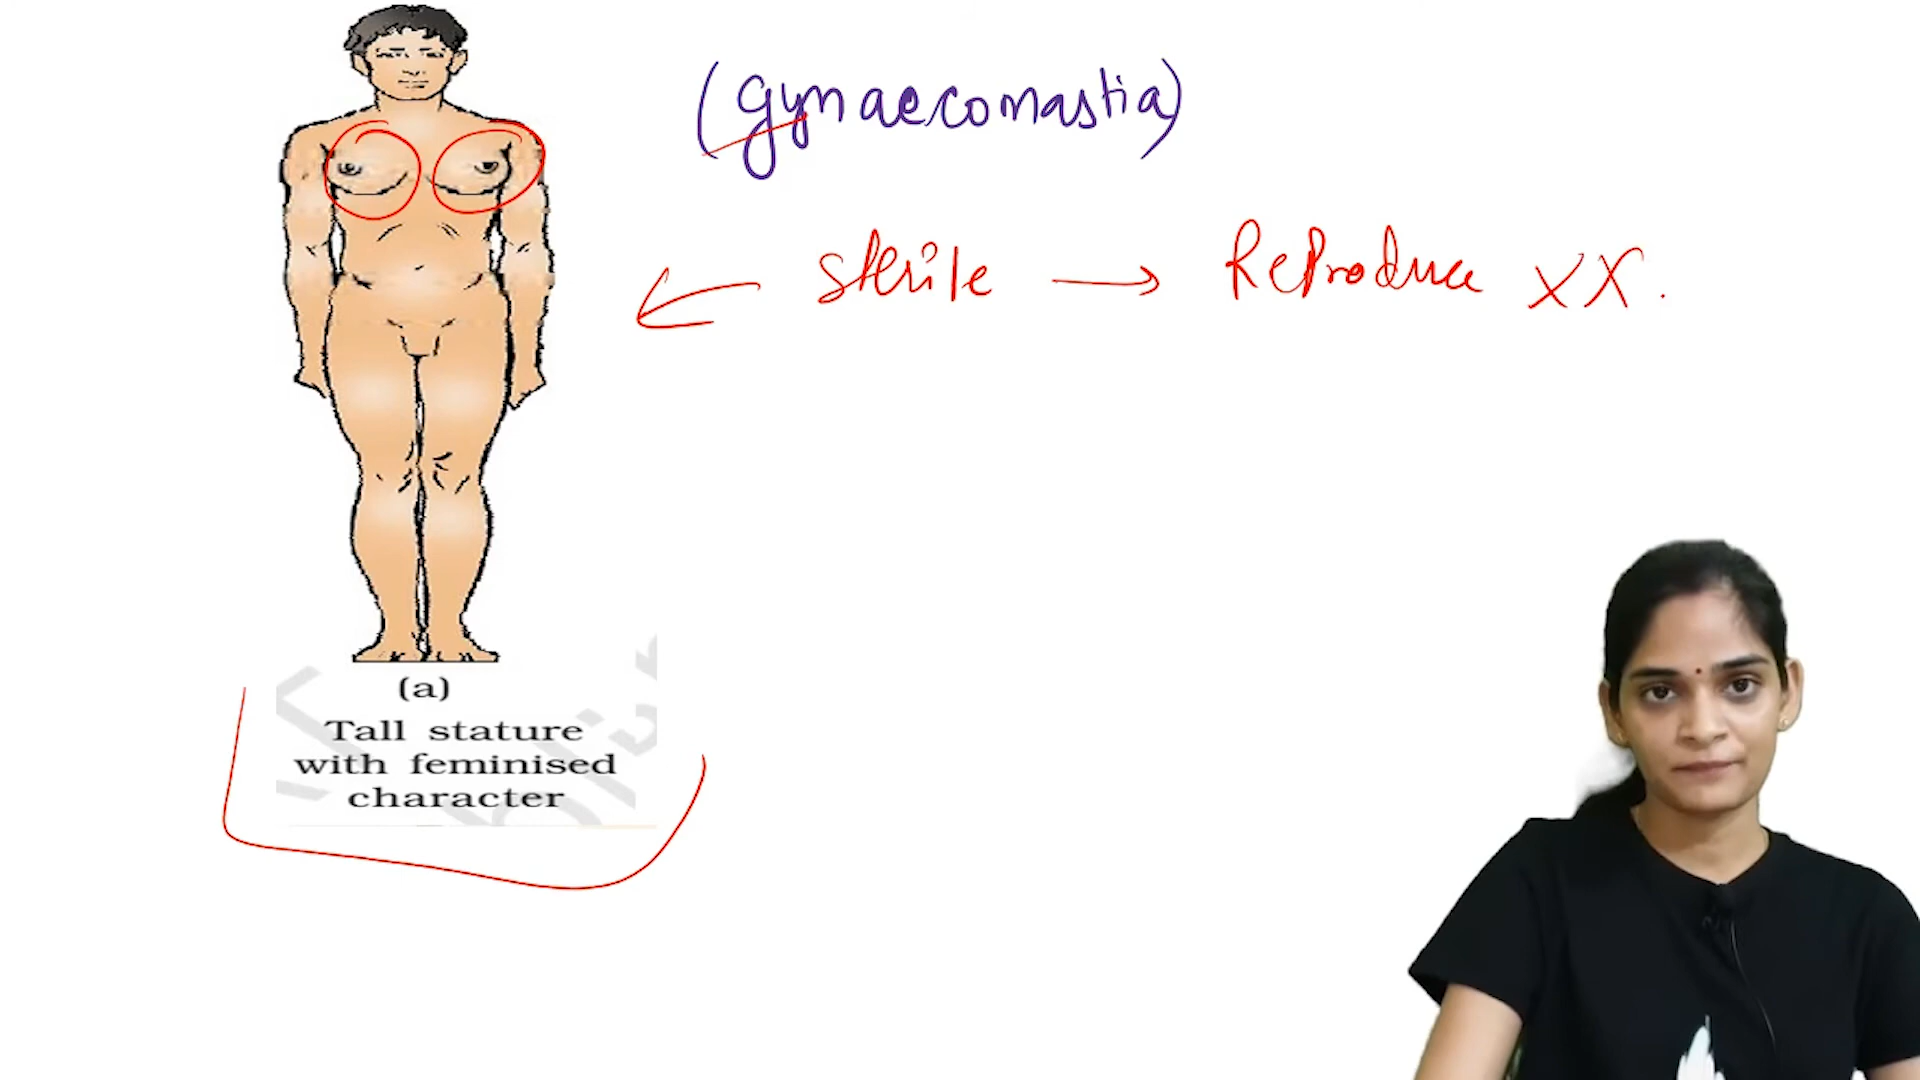 (gynaecomastia)
sterile → Reproduce XX.
(a)
Tall stature
with feminised
character